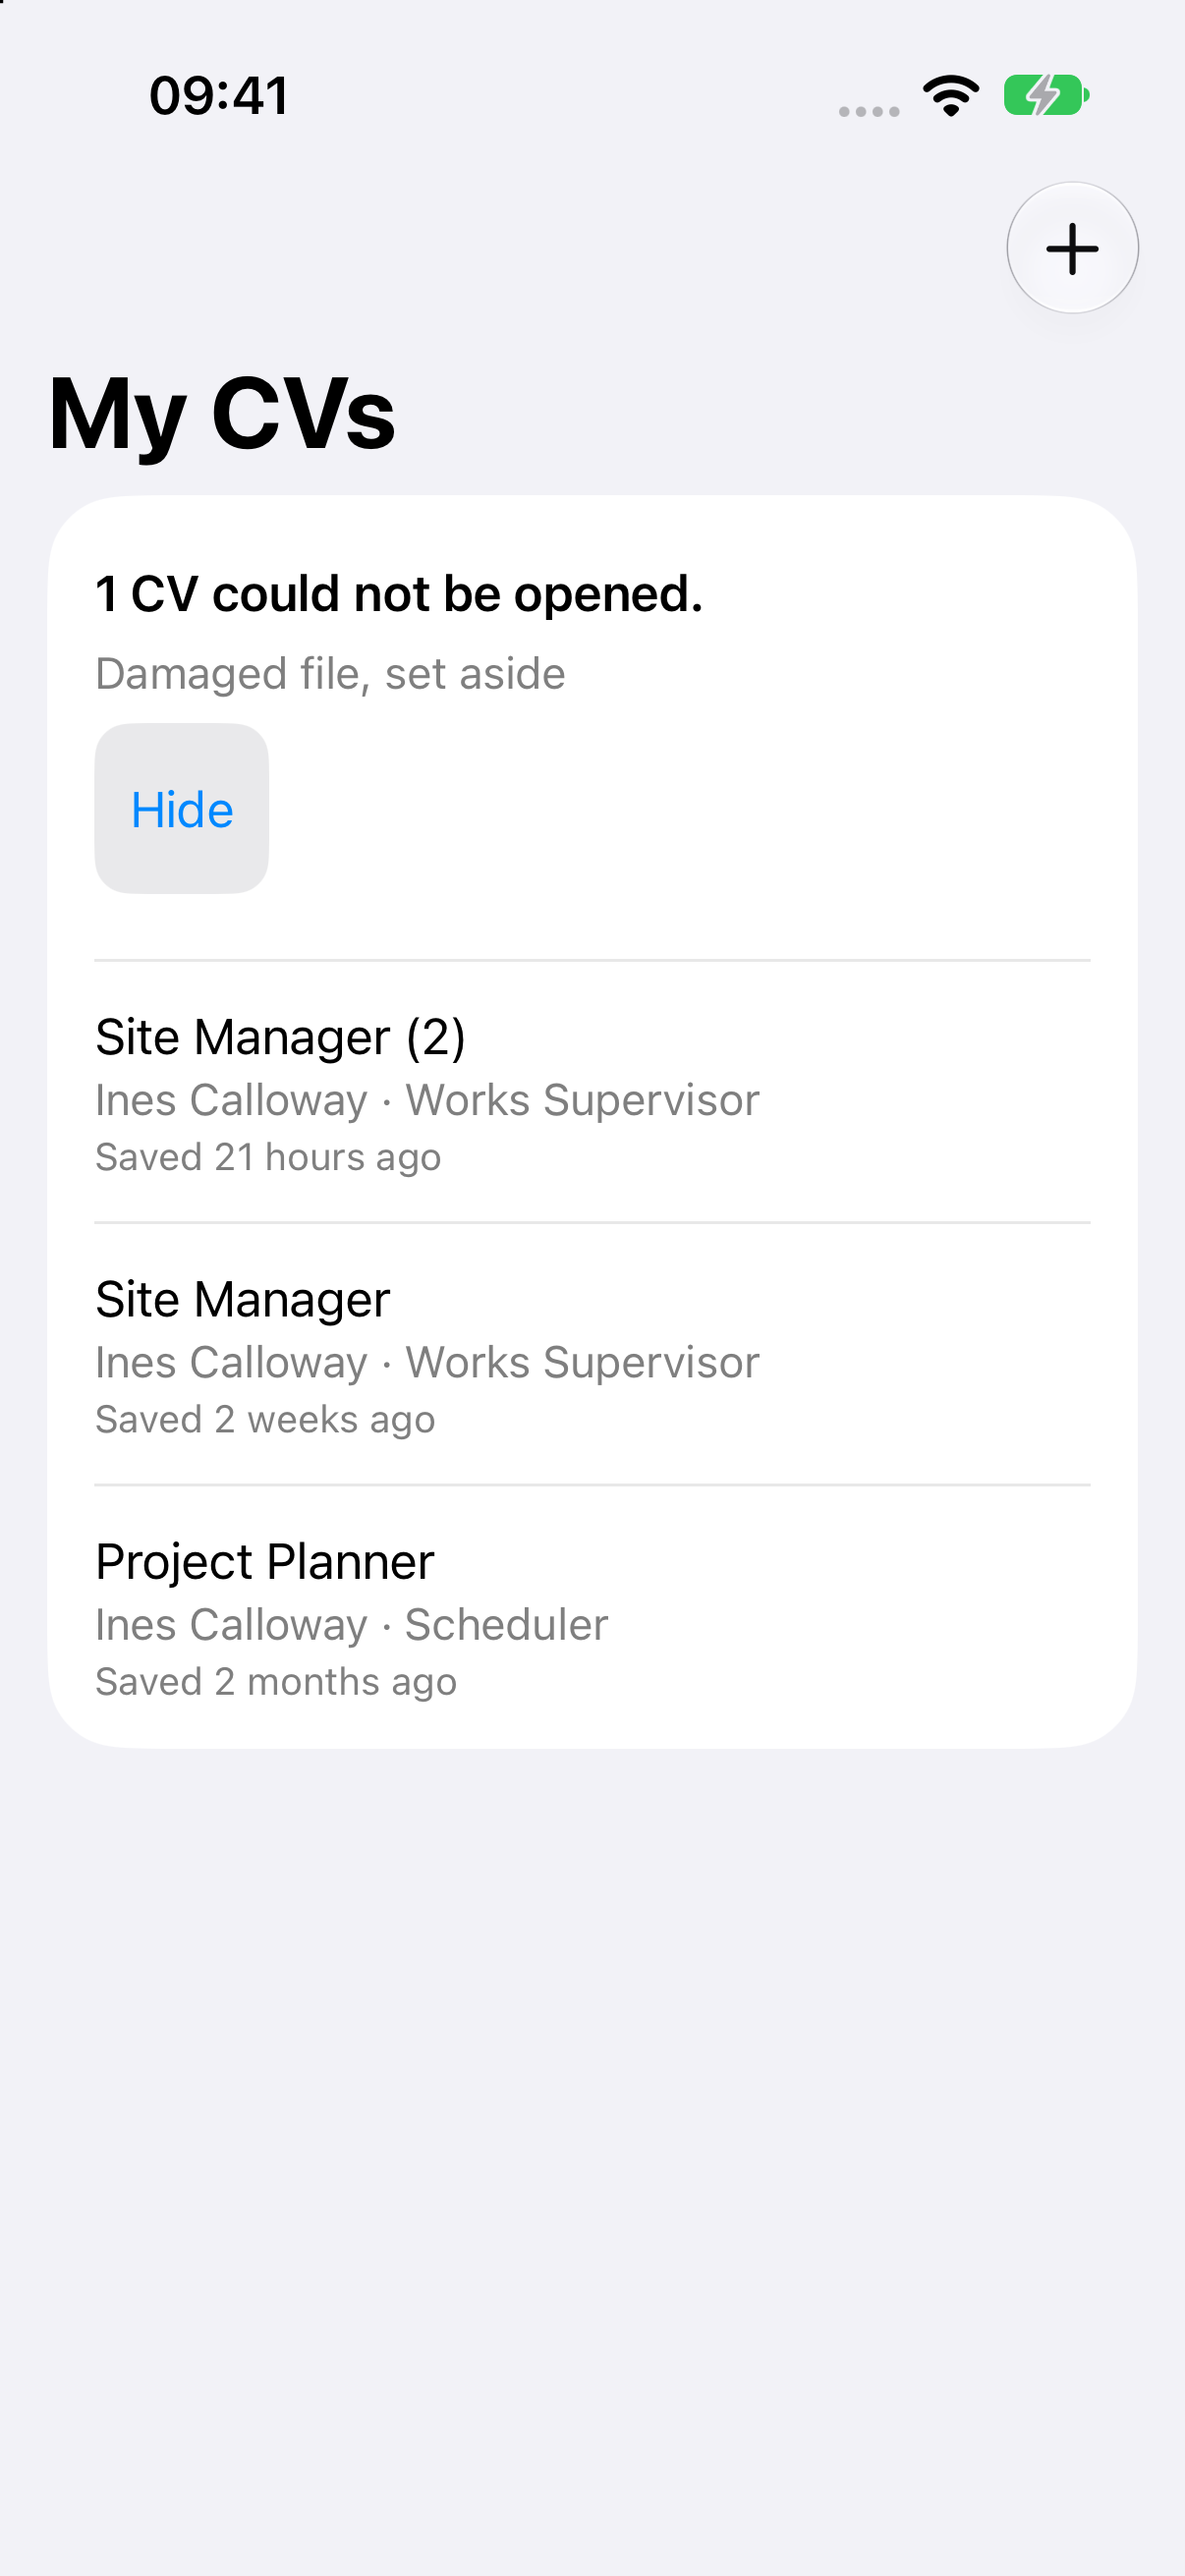 09:41
My CVs
1 CV could not be opened.
Damaged file, set aside
Hide
Site Manager (2)
Ines Calloway · Works Supervisor
Saved 21 hours ago
Site Manager
Ines Calloway · Works Supervisor
Saved 2 weeks ago
Project Planner
Ines Calloway · Scheduler
Saved 2 months ago